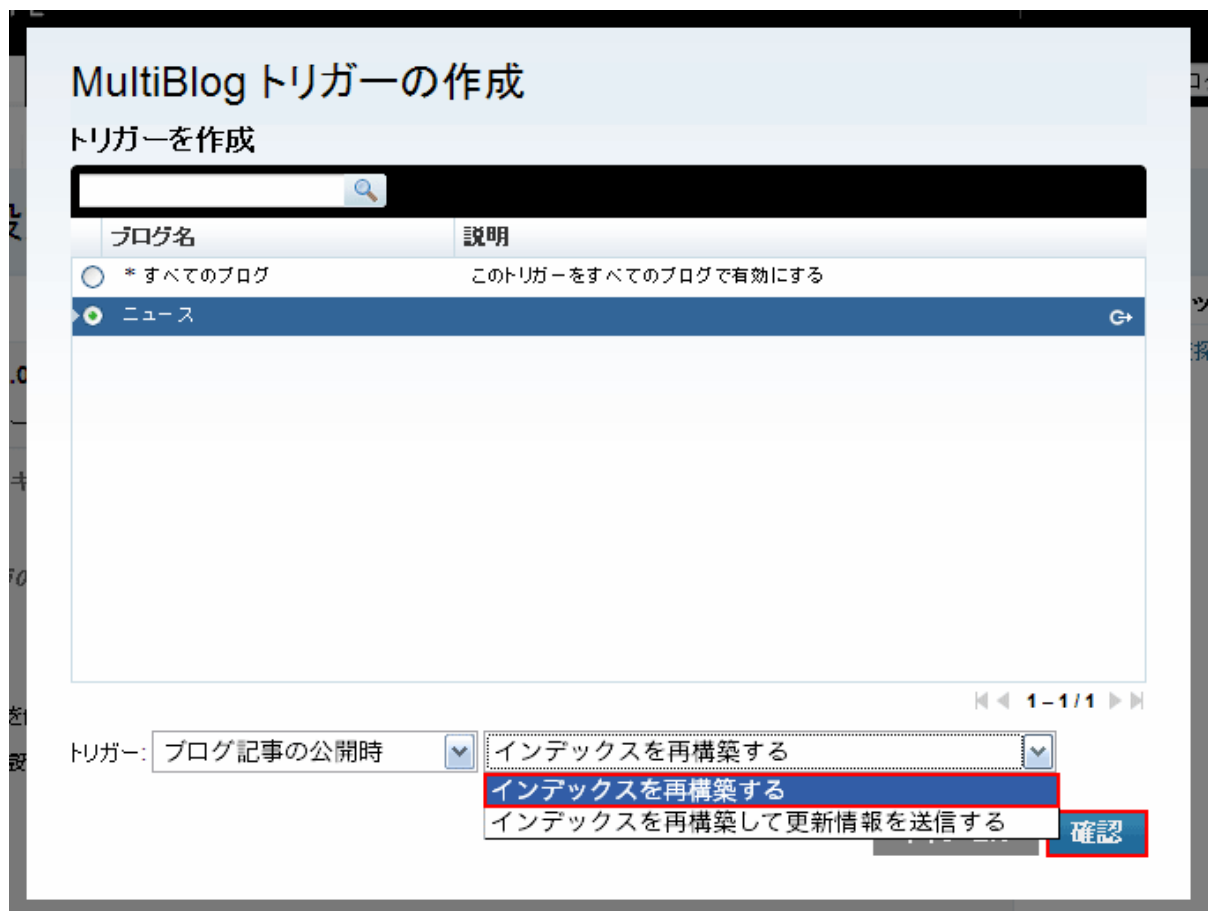 MultiBlog トリガーの作成
トリガーを作成
ブログ名 説明
* すべてのブログ このトリガーをすべてのブログで有効にする
ニュース
1 – 1 / 1
トリガー: ブログ記事の公開時 インデックスを再構築する
インデックスを再構築する
インデックスを再構築して更新情報を送信する
確認